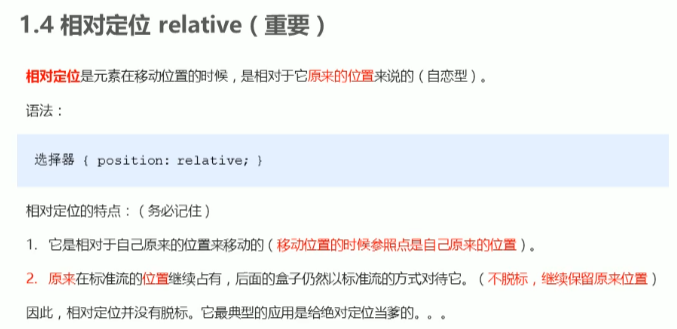 1.4 相对定位 relative（重要）
相对定位是元素在移动位置的时候，是相对于它原来的位置来说的（自恋型）。
语法：
选择器 { position: relative; }
相对定位的特点：（务必记住）
1. 它是相对于自己原来的位置来移动的（移动位置的时候参照点是自己原来的位置）。
2. 原来在标准流的位置继续占有，后面的盒子仍然以标准流的方式对待它。（不脱标，继续保留原来位置）
因此，相对定位并没有脱标。它最典型的应用是给绝对定位当爹的。。。